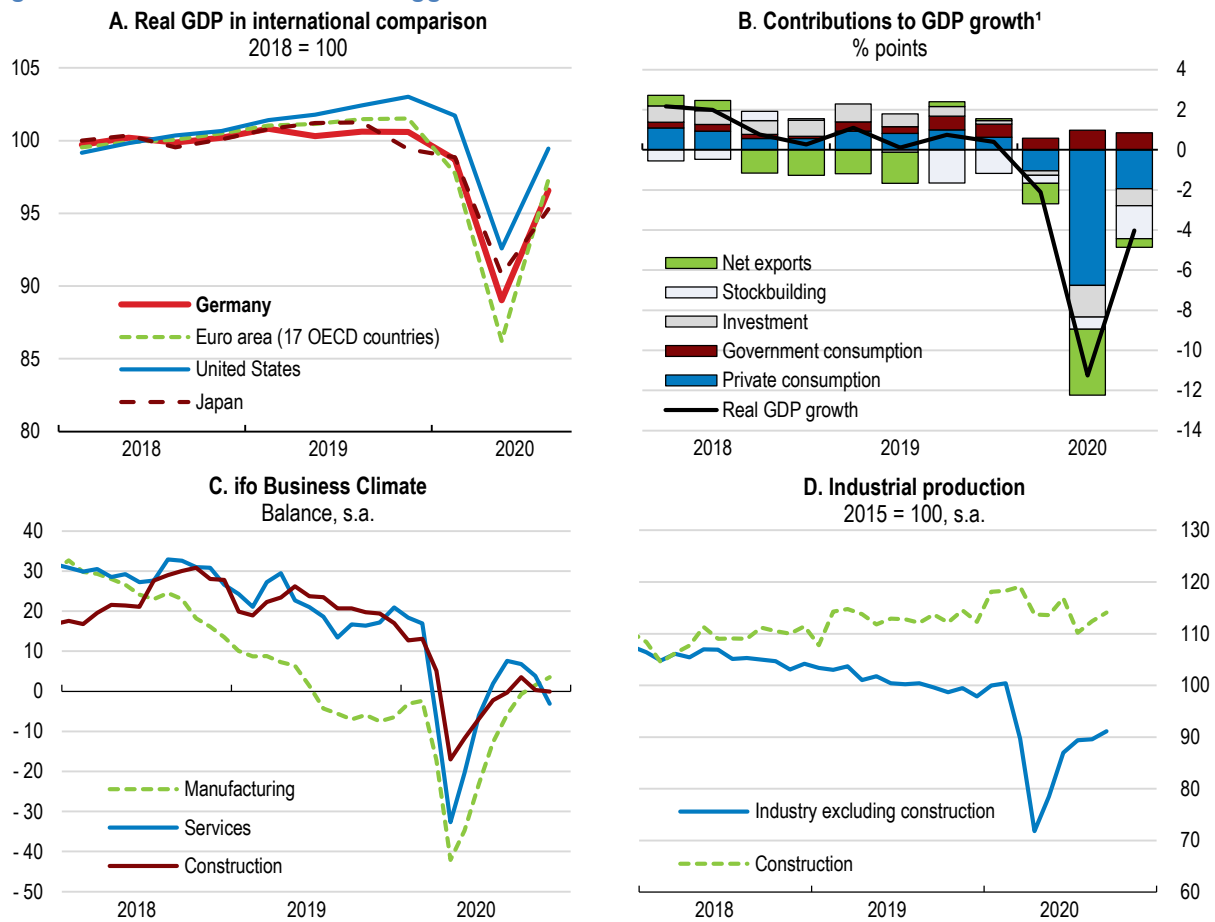 A. Real GDP in international comparison
2018 = 100
105
100
95
90
85
80
Germany
Euro area (17 OECD countries)
United States
Japan
2018
2019
2020
B. Contributions to GDP growth¹
% points
4
2
0
-2
-4
-6
-8
-10
-12
-14
Net exports
Stockbuilding
Investment
Government consumption
Private consumption
Real GDP growth
2018
2019
2020
C. ifo Business Climate
Balance, s.a.
40
30
20
10
0
- 10
- 20
- 30
- 40
- 50
Manufacturing
Services
Construction
2018
2019
2020
D. Industrial production
2015 = 100, s.a.
130
120
110
100
90
80
70
60
Industry excluding construction
Construction
2018
2019
2020